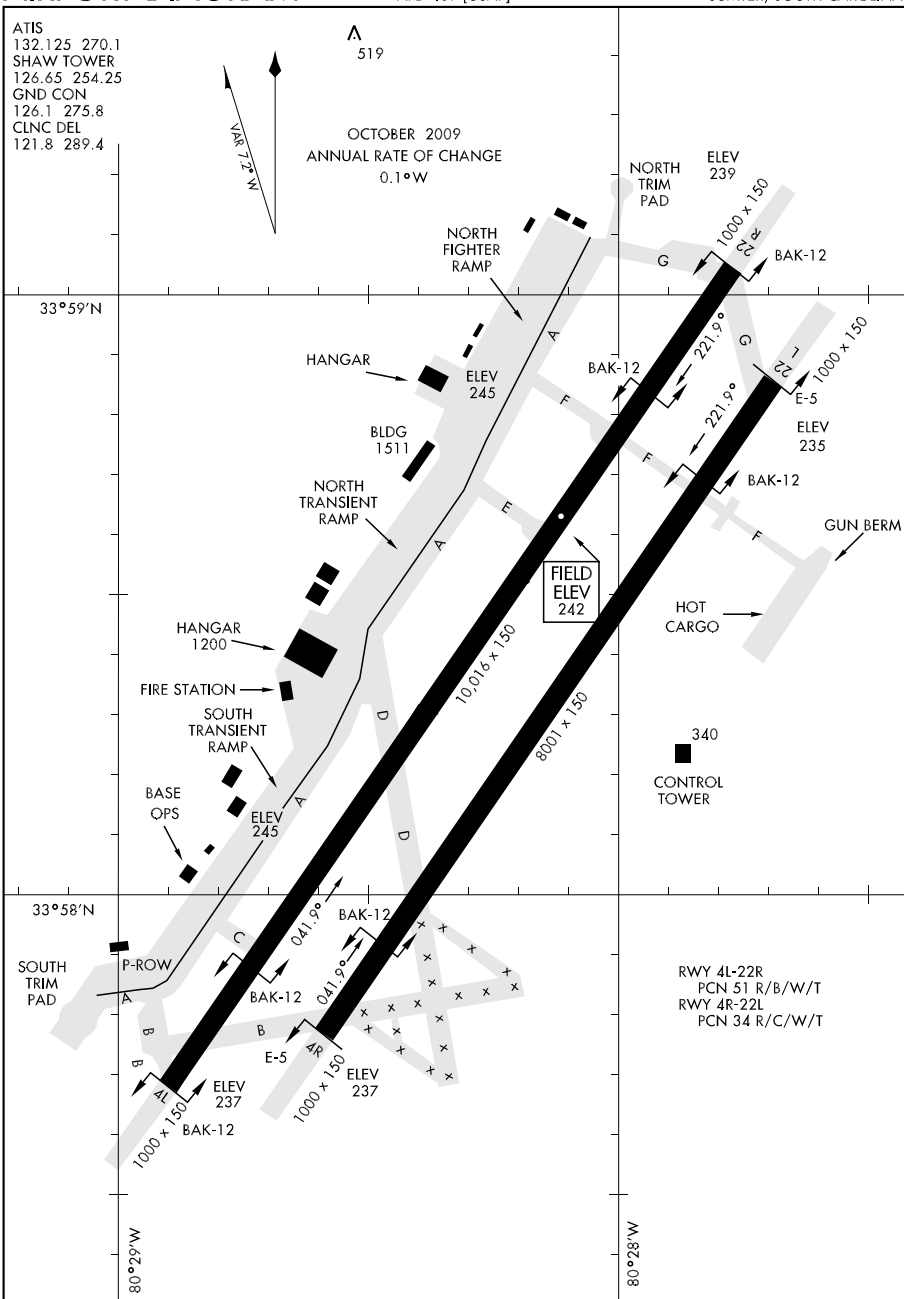 ATIS
132.125 270.1
SHAW TOWER
126.65 254.25
GND CON
126.1 275.8
CLNC DEL
121.8 289.4
519
VAR 7.2° W
OCTOBER 2009
ANNUAL RATE OF CHANGE
0.1° W
NORTH
TRIM
PAD
ELEV
239
1000 x 150
22 R
BAK-12
G
NORTH
FIGHTER
RAMP
33°59'N
A
221.9°
G
1000 x 150
22 L
E-5
ELEV
235
HANGAR
ELEV
245
BAK-12
F
221.9°
BLDG
1511
F
BAK-12
NORTH
TRANSIENT
RAMP
E
A
F
GUN BERM
FIELD
ELEV
242
HOT
CARGO
HANGAR
1200
FIRE STATION
10,016 x 150
8001 x 150
D
SOUTH
TRANSIENT
RAMP
340
CONTROL
TOWER
BASE
OPS
A
ELEV
245
D
33°58'N
041.9°
BAK-12
C
041.9°
x x x x x x x x x x x x x x x x x x
SOUTH
TRIM
PAD
P-ROW
BAK-12
RWY 4L-22R
PCN 51 R/B/W/T
RWY 4R-22L
PCN 34 R/C/W/T
A
B
B
B
E-5
4R
ELEV
237
1000 x 150
4L
ELEV
237
BAK-12
1000 x 150
80°29'W
80°28'W